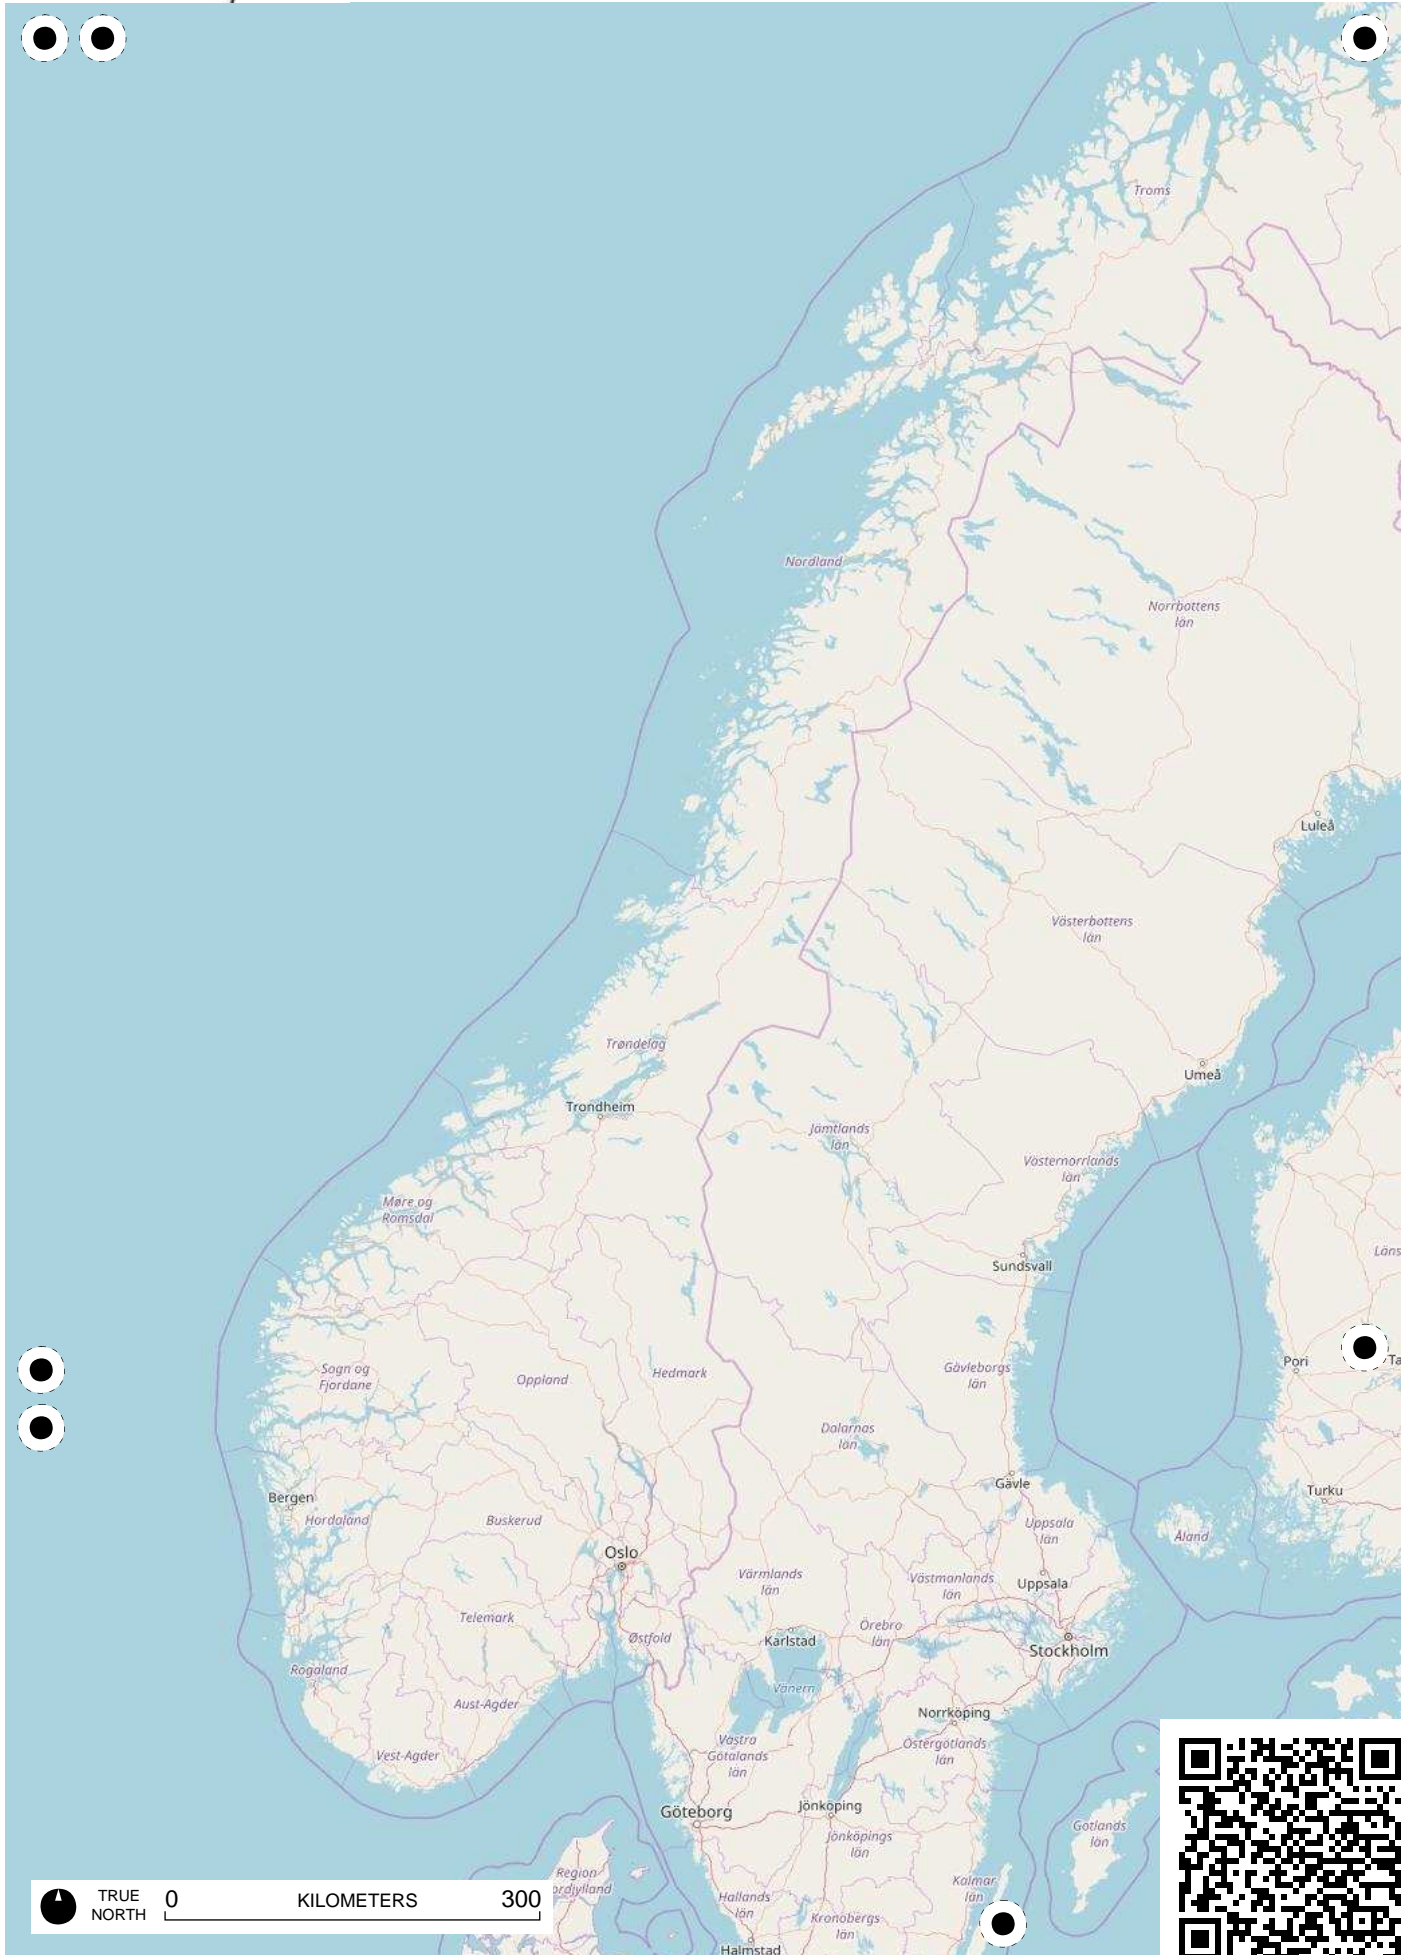 Troms
Nordland
Norrbottens
län
Luleå
Västerbottens
län
Trøndelag
Umeå
Trondheim
Jämtlands
län
Västernorrlands
län
Møre og
Romsdal
Sundsvall
Läns
Sogn og
Fjordane
Oppland
Hedmark
Gävleborgs
län
Pori
Ta
Dalarnas
län
Gävle
Bergen
Hordaland
Buskerud
Turku
Uppsala
län
Åland
Oslo
Värmlands
län
Västmanlands
län
Uppsala
Telemark
Østfold
Karlstad
Örebro
län
Stockholm
Rogaland
Vänern
Aust-Agder
Norrköping
Vest-Agder
Västra
Götalands
län
Östergötlands
län
Göteborg
Jönköping
Jönköpings
län
Gotlands
län
Region
ordjylland
Kalmar
län
Hallands
län
Kronobergs
län
Halmstad
TRUE
NORTH
0 KILOMETERS 300